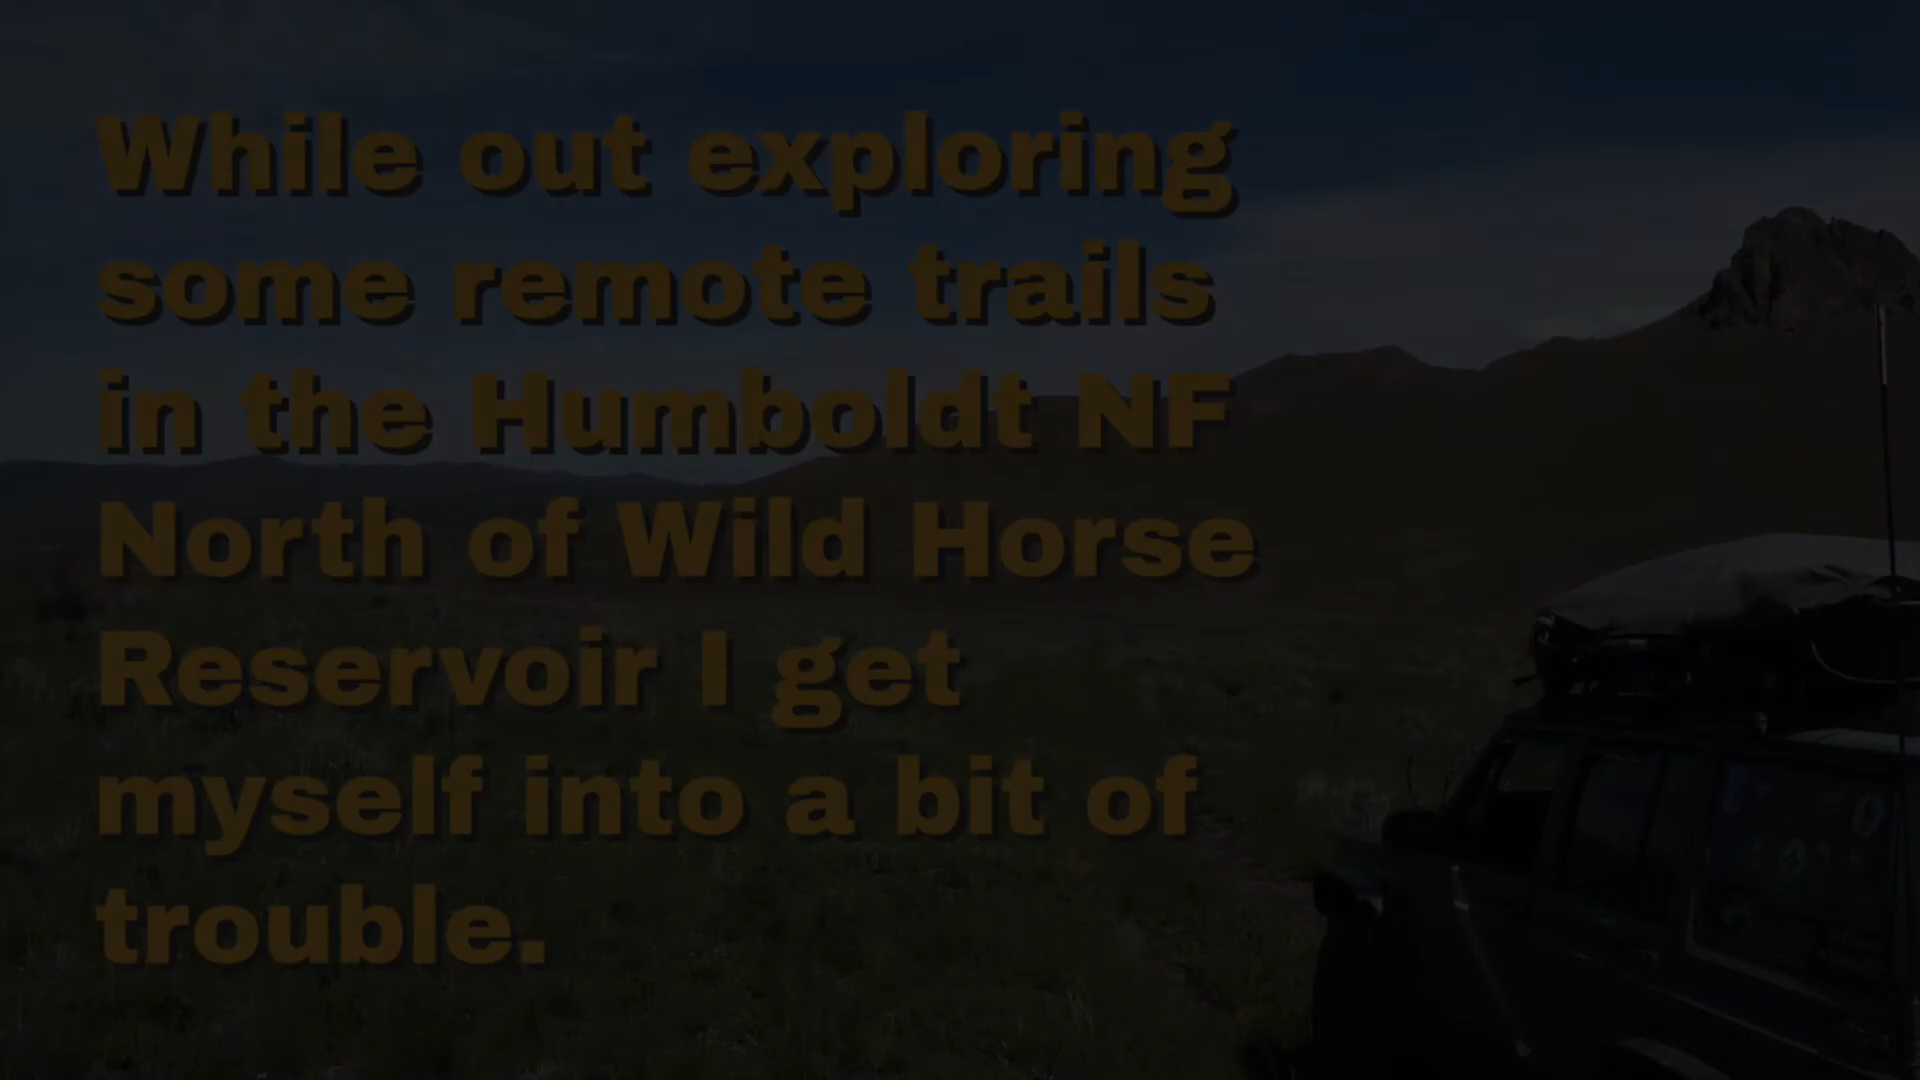 While out exploring
some remote trails
in the Humboldt NF
North of Wild Horse
Reservoir I get
myself into a bit of
trouble.